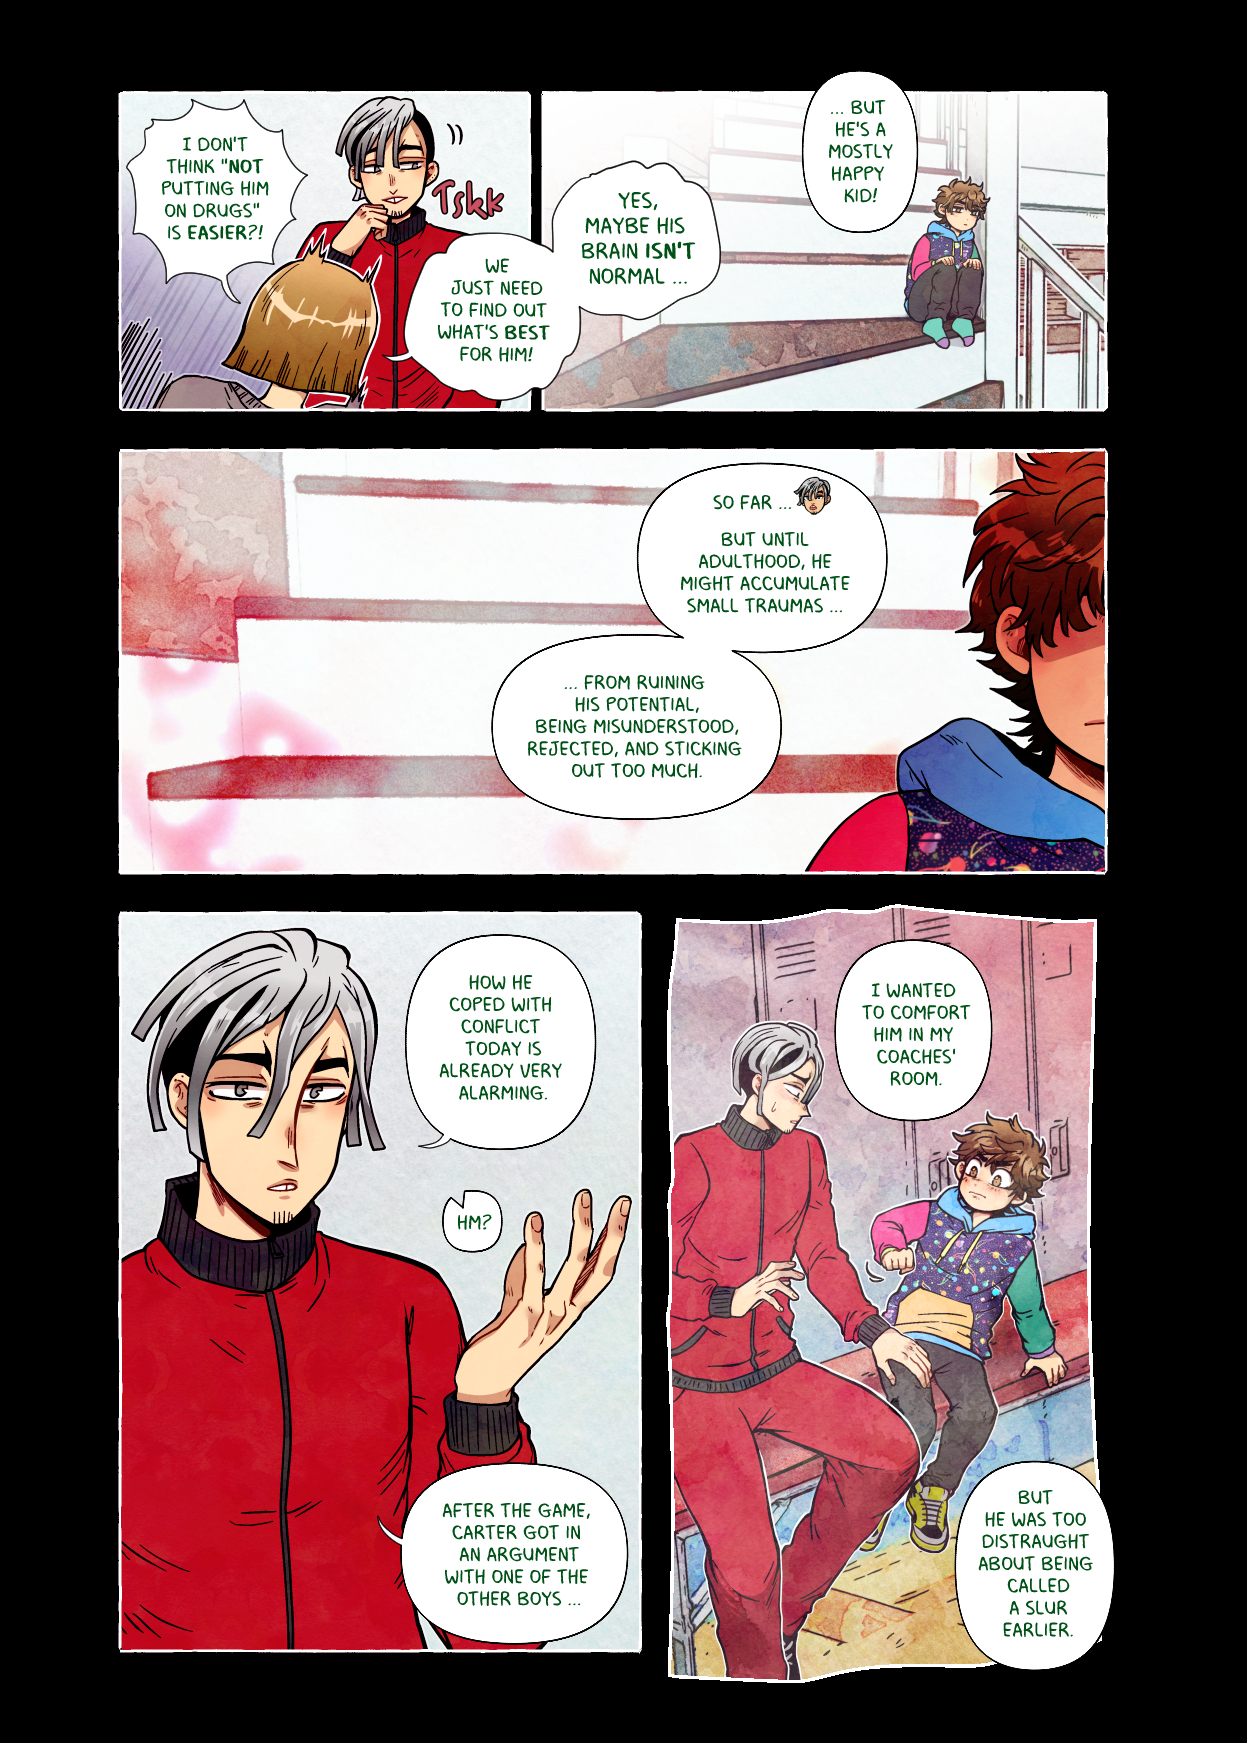 I DON'T
THINK "NOT
PUTTING HIM
ON DRUGS"
IS EASIER?!
TSKK
WE
JUST NEED
TO FIND OUT
WHAT'S BEST
FOR HIM!
YES,
MAYBE HIS
BRAIN ISN'T
NORMAL ...
... BUT
HE'S A
MOSTLY
HAPPY
KID!
SO FAR ...
BUT UNTIL
ADULTHOOD, HE
MIGHT ACCUMULATE
SMALL TRAUMAS ...
... FROM RUINING
HIS POTENTIAL,
BEING MISUNDERSTOOD,
REJECTED, AND STICKING
OUT TOO MUCH.
HOW HE
COPED WITH
CONFLICT
TODAY IS
ALREADY VERY
ALARMING.
HM?
AFTER THE GAME,
CARTER GOT IN
AN ARGUMENT
WITH ONE OF THE
OTHER BOYS ...
I WANTED
TO COMFORT
HIM IN MY
COACHES'
ROOM.
BUT
HE WAS TOO
DISTRAUGHT
ABOUT BEING
CALLED
A SLUR
EARLIER.